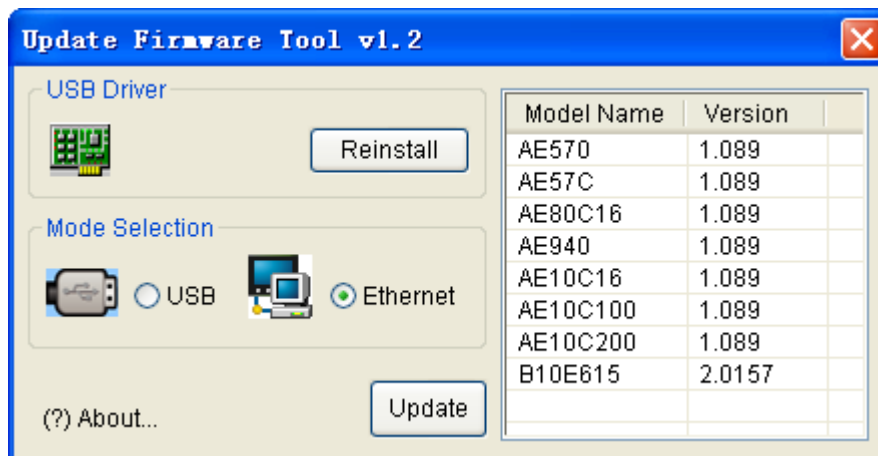 Update Firmware Tool v1.2
USB Driver
Reinstall
Mode Selection
USB
Ethernet
(?) About...
Update
Model Name Version
AE570 1.089
AE57C 1.089
AE80C16 1.089
AE940 1.089
AE10C16 1.089
AE10C100 1.089
AE10C200 1.089
B10E615 2.0157